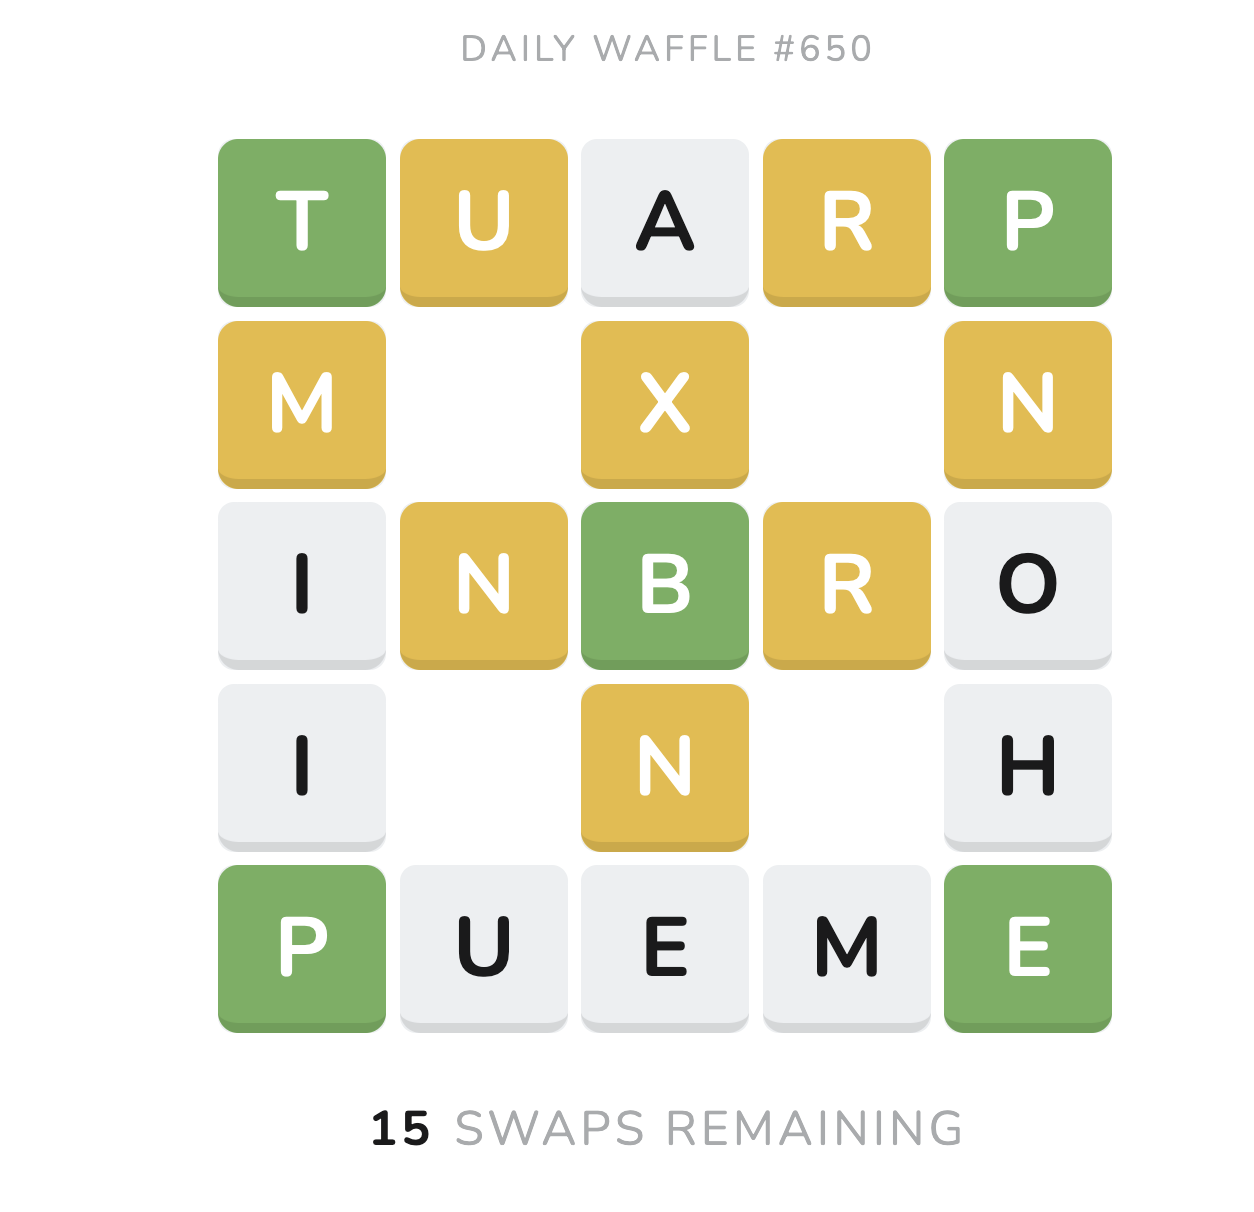 DAILY WAFFLE #650
T U A R P
M X N
I N B R O
I N H
P U E M E
15 SWAPS REMAINING